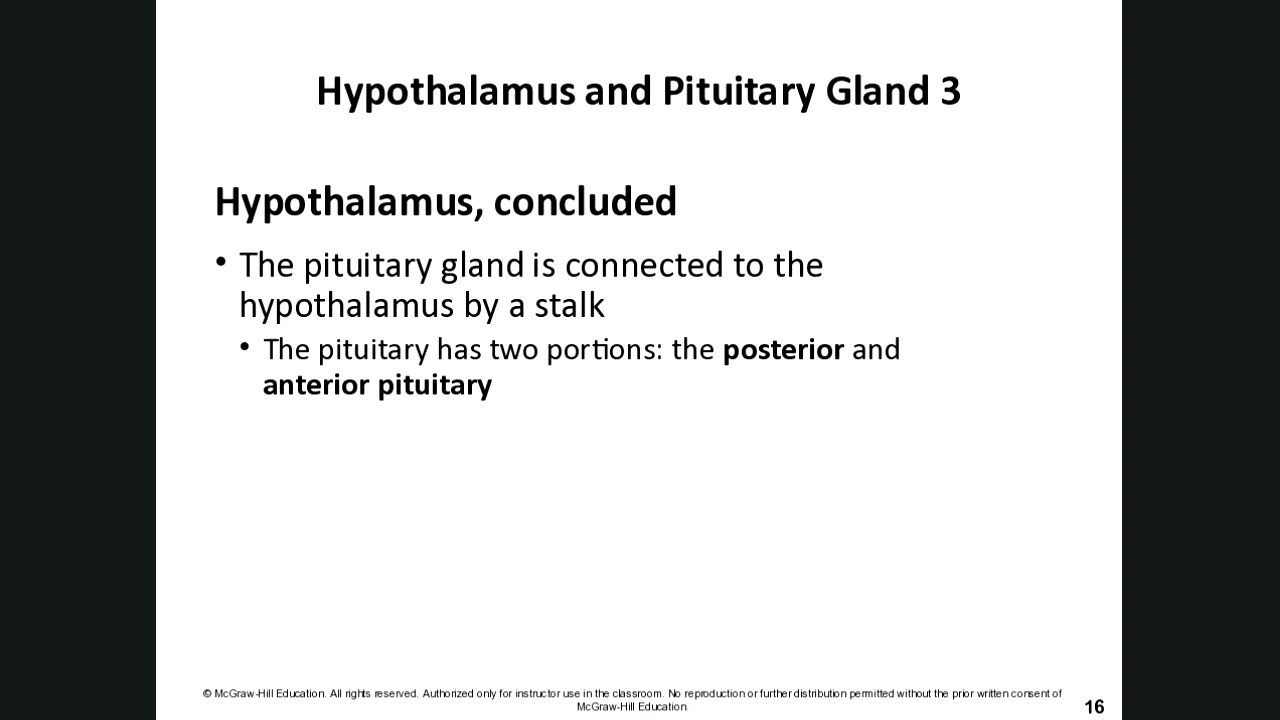 Hypothalamus and Pituitary Gland 3
Hypothalamus, concluded
• The pituitary gland is connected to the
hypothalamus by a stalk
• The pituitary has two portions: the posterior and
anterior pituitary
© McGraw-Hill Education. All rights reserved. Authorized only for instructor use in the classroom. No reproduction or further distribution permitted without the prior written consent of
McGraw-Hill Education.
16